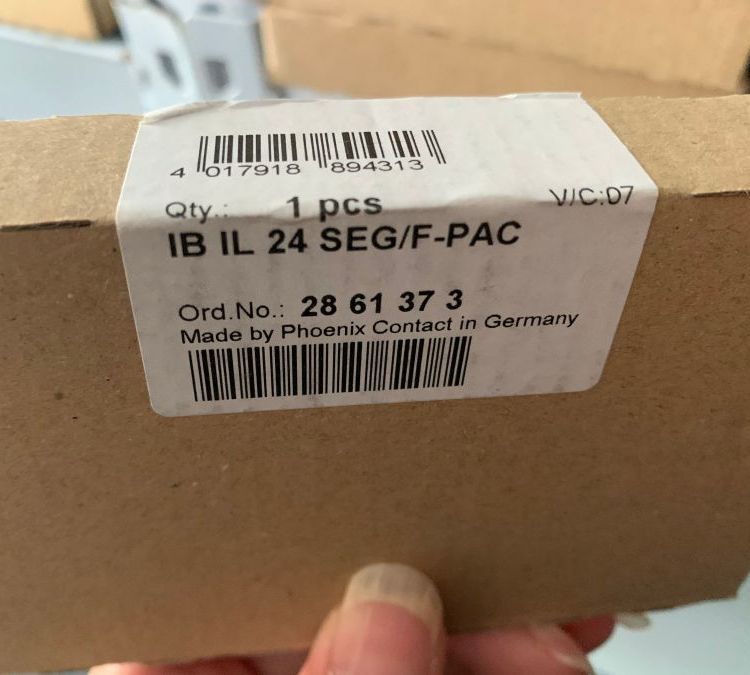 4 017918 894313
Qty.: 1 pcs V/C:07
IB IL 24 SEG/F-PAC
Ord.No.: 28 61 37 3
Made by Phoenix Contact in Germany